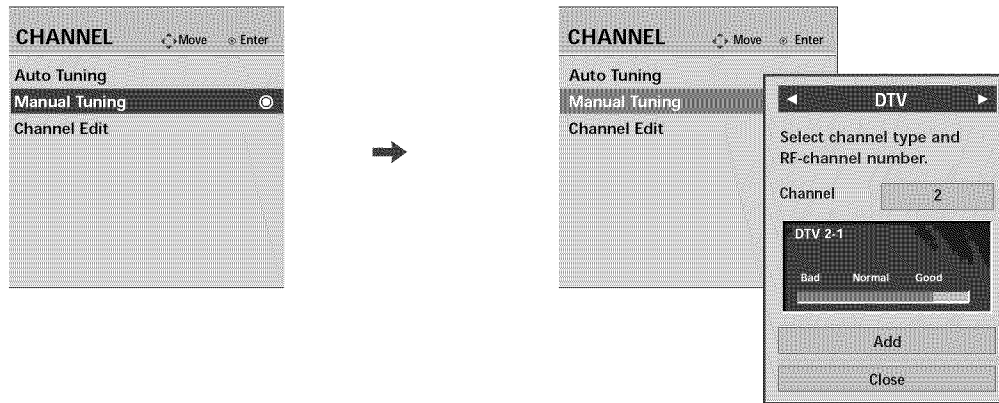 CHANNEL Move Enter
Auto Tuning
Manual Tuning
Channel Edit
CHANNEL Move Enter
Auto Tuning
Manual Tuning
Channel Edit
DTV
Select channel type and
RF-channel number.
Channel 2
DTV 2-1
Bad Normal Good
Add
Close